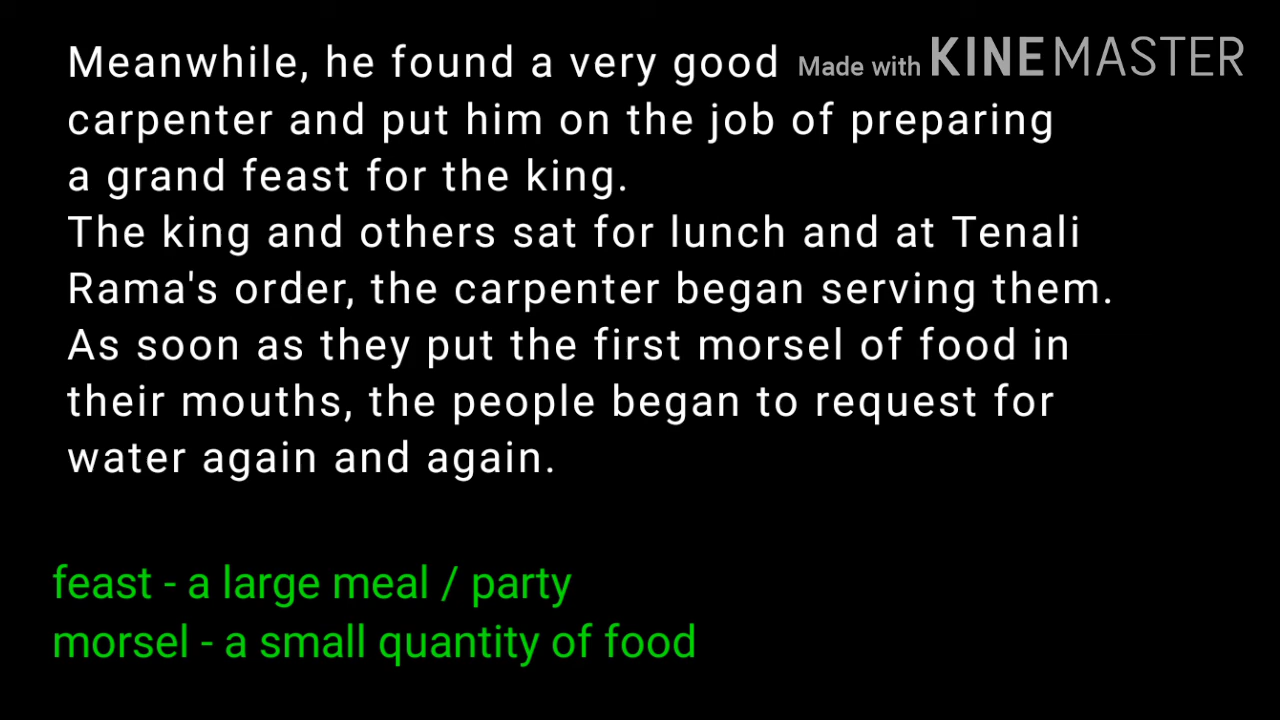 Meanwhile, he found a very good
Made with KINEMASTER
carpenter and put him on the job of preparing
a grand feast for the king.
The king and others sat for lunch and at Tenali
Rama's order, the carpenter began serving them.
As soon as they put the first morsel of food in
their mouths, the people began to request for
water again and again.
feast - a large meal / party
morsel - a small quantity of food